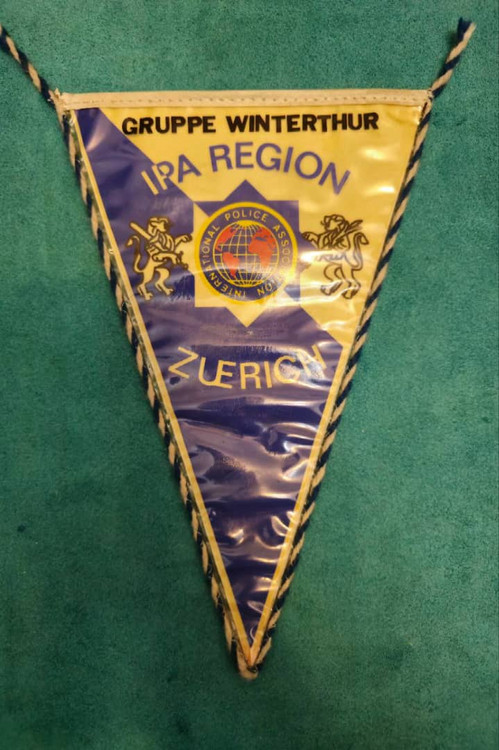 GRUPPE WINTERTHUR
IPA REGION
INTERNATIONAL POLICE ASSOCIATION
ZUERICH